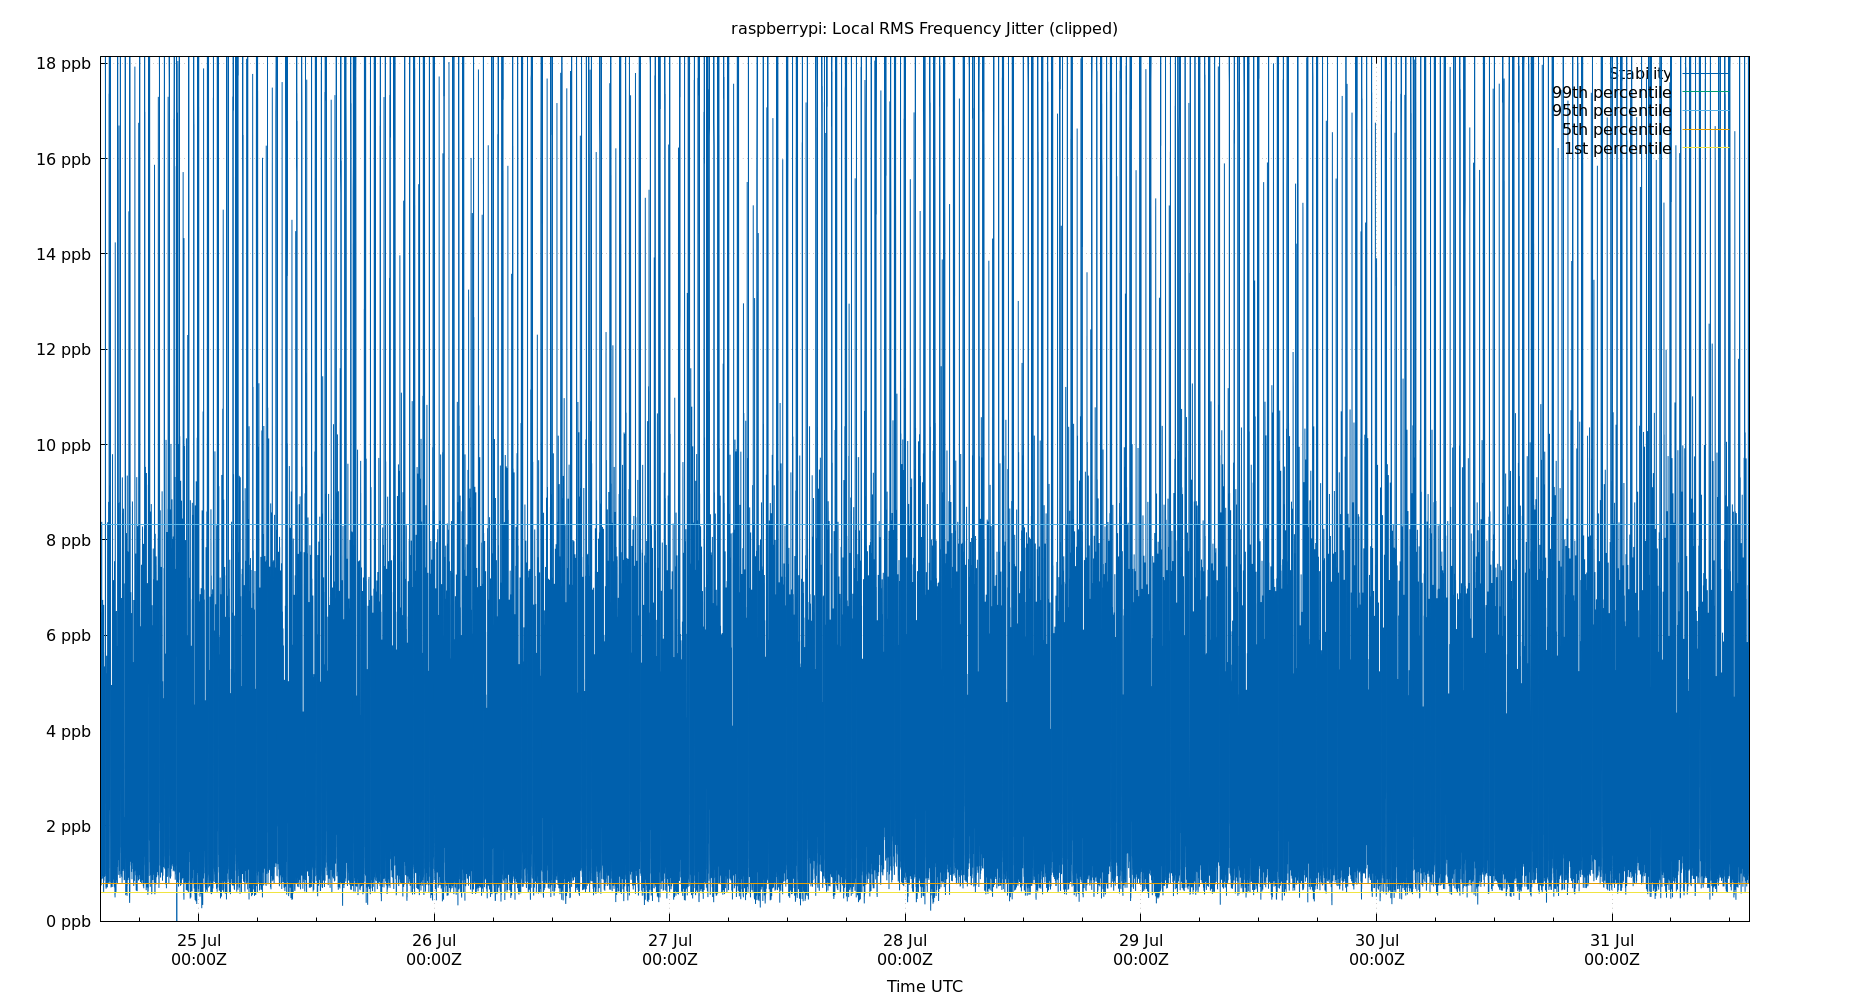 raspberrypi: Local RMS Frequency Jitter (clipped)
18 ppb
16 ppb
14 ppb
12 ppb
10 ppb
8 ppb
6 ppb
4 ppb
2 ppb
0 ppb
Stability
99th percentile
95th percentile
5th percentile
1st percentile
25 Jul 26 Jul 27 Jul 28 Jul 29 Jul 30 Jul 31 Jul
00:00Z 00:00Z 00:00Z 00:00Z 00:00Z 00:00Z 00:00Z
Time UTC